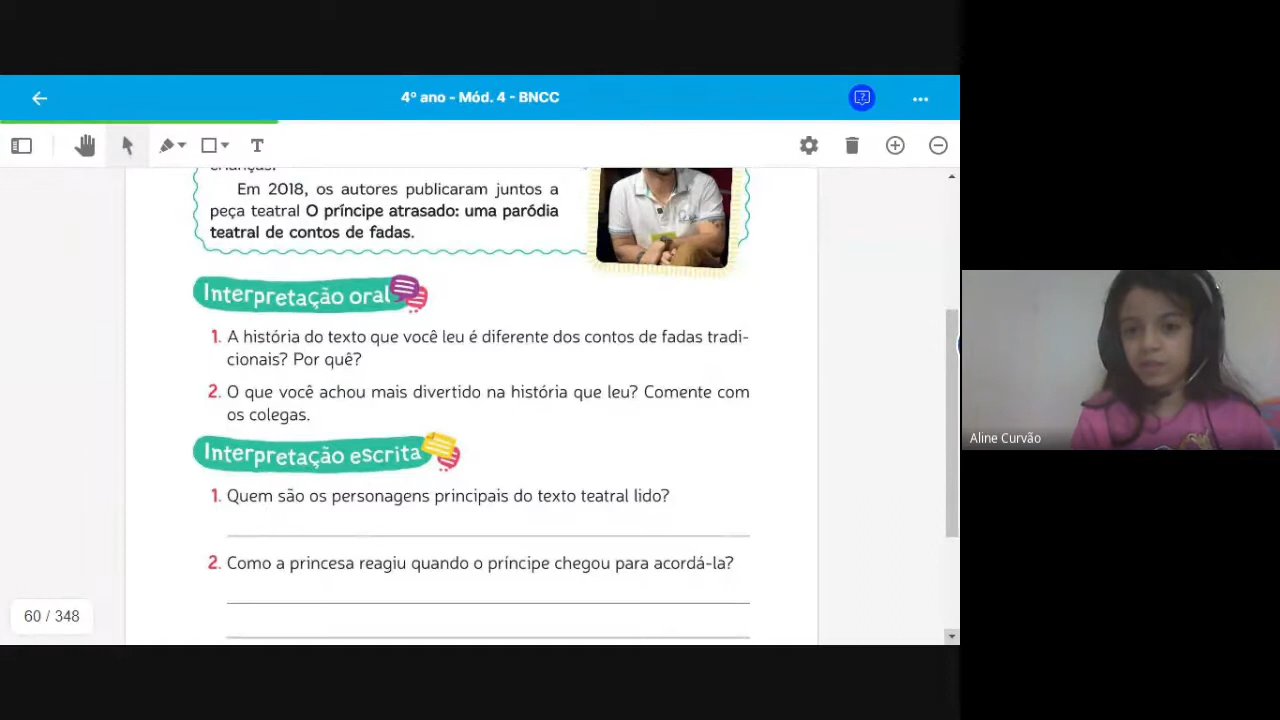 4º ano - Mód. 4 - BNCC
crianças.
Em 2018, os autores publicaram juntos a
peça teatral O príncipe atrasado: uma paródia
teatral de contos de fadas.
Interpretação oral
1. A história do texto que você leu é diferente dos contos de fadas tradi-
cionais? Por quê?
2. O que você achou mais divertido na história que leu? Comente com
os colegas.
Interpretação escrita
1. Quem são os personagens principais do texto teatral lido?
2. Como a princesa reagiu quando o príncipe chegou para acordá-la?
60 / 348
Aline Curvão